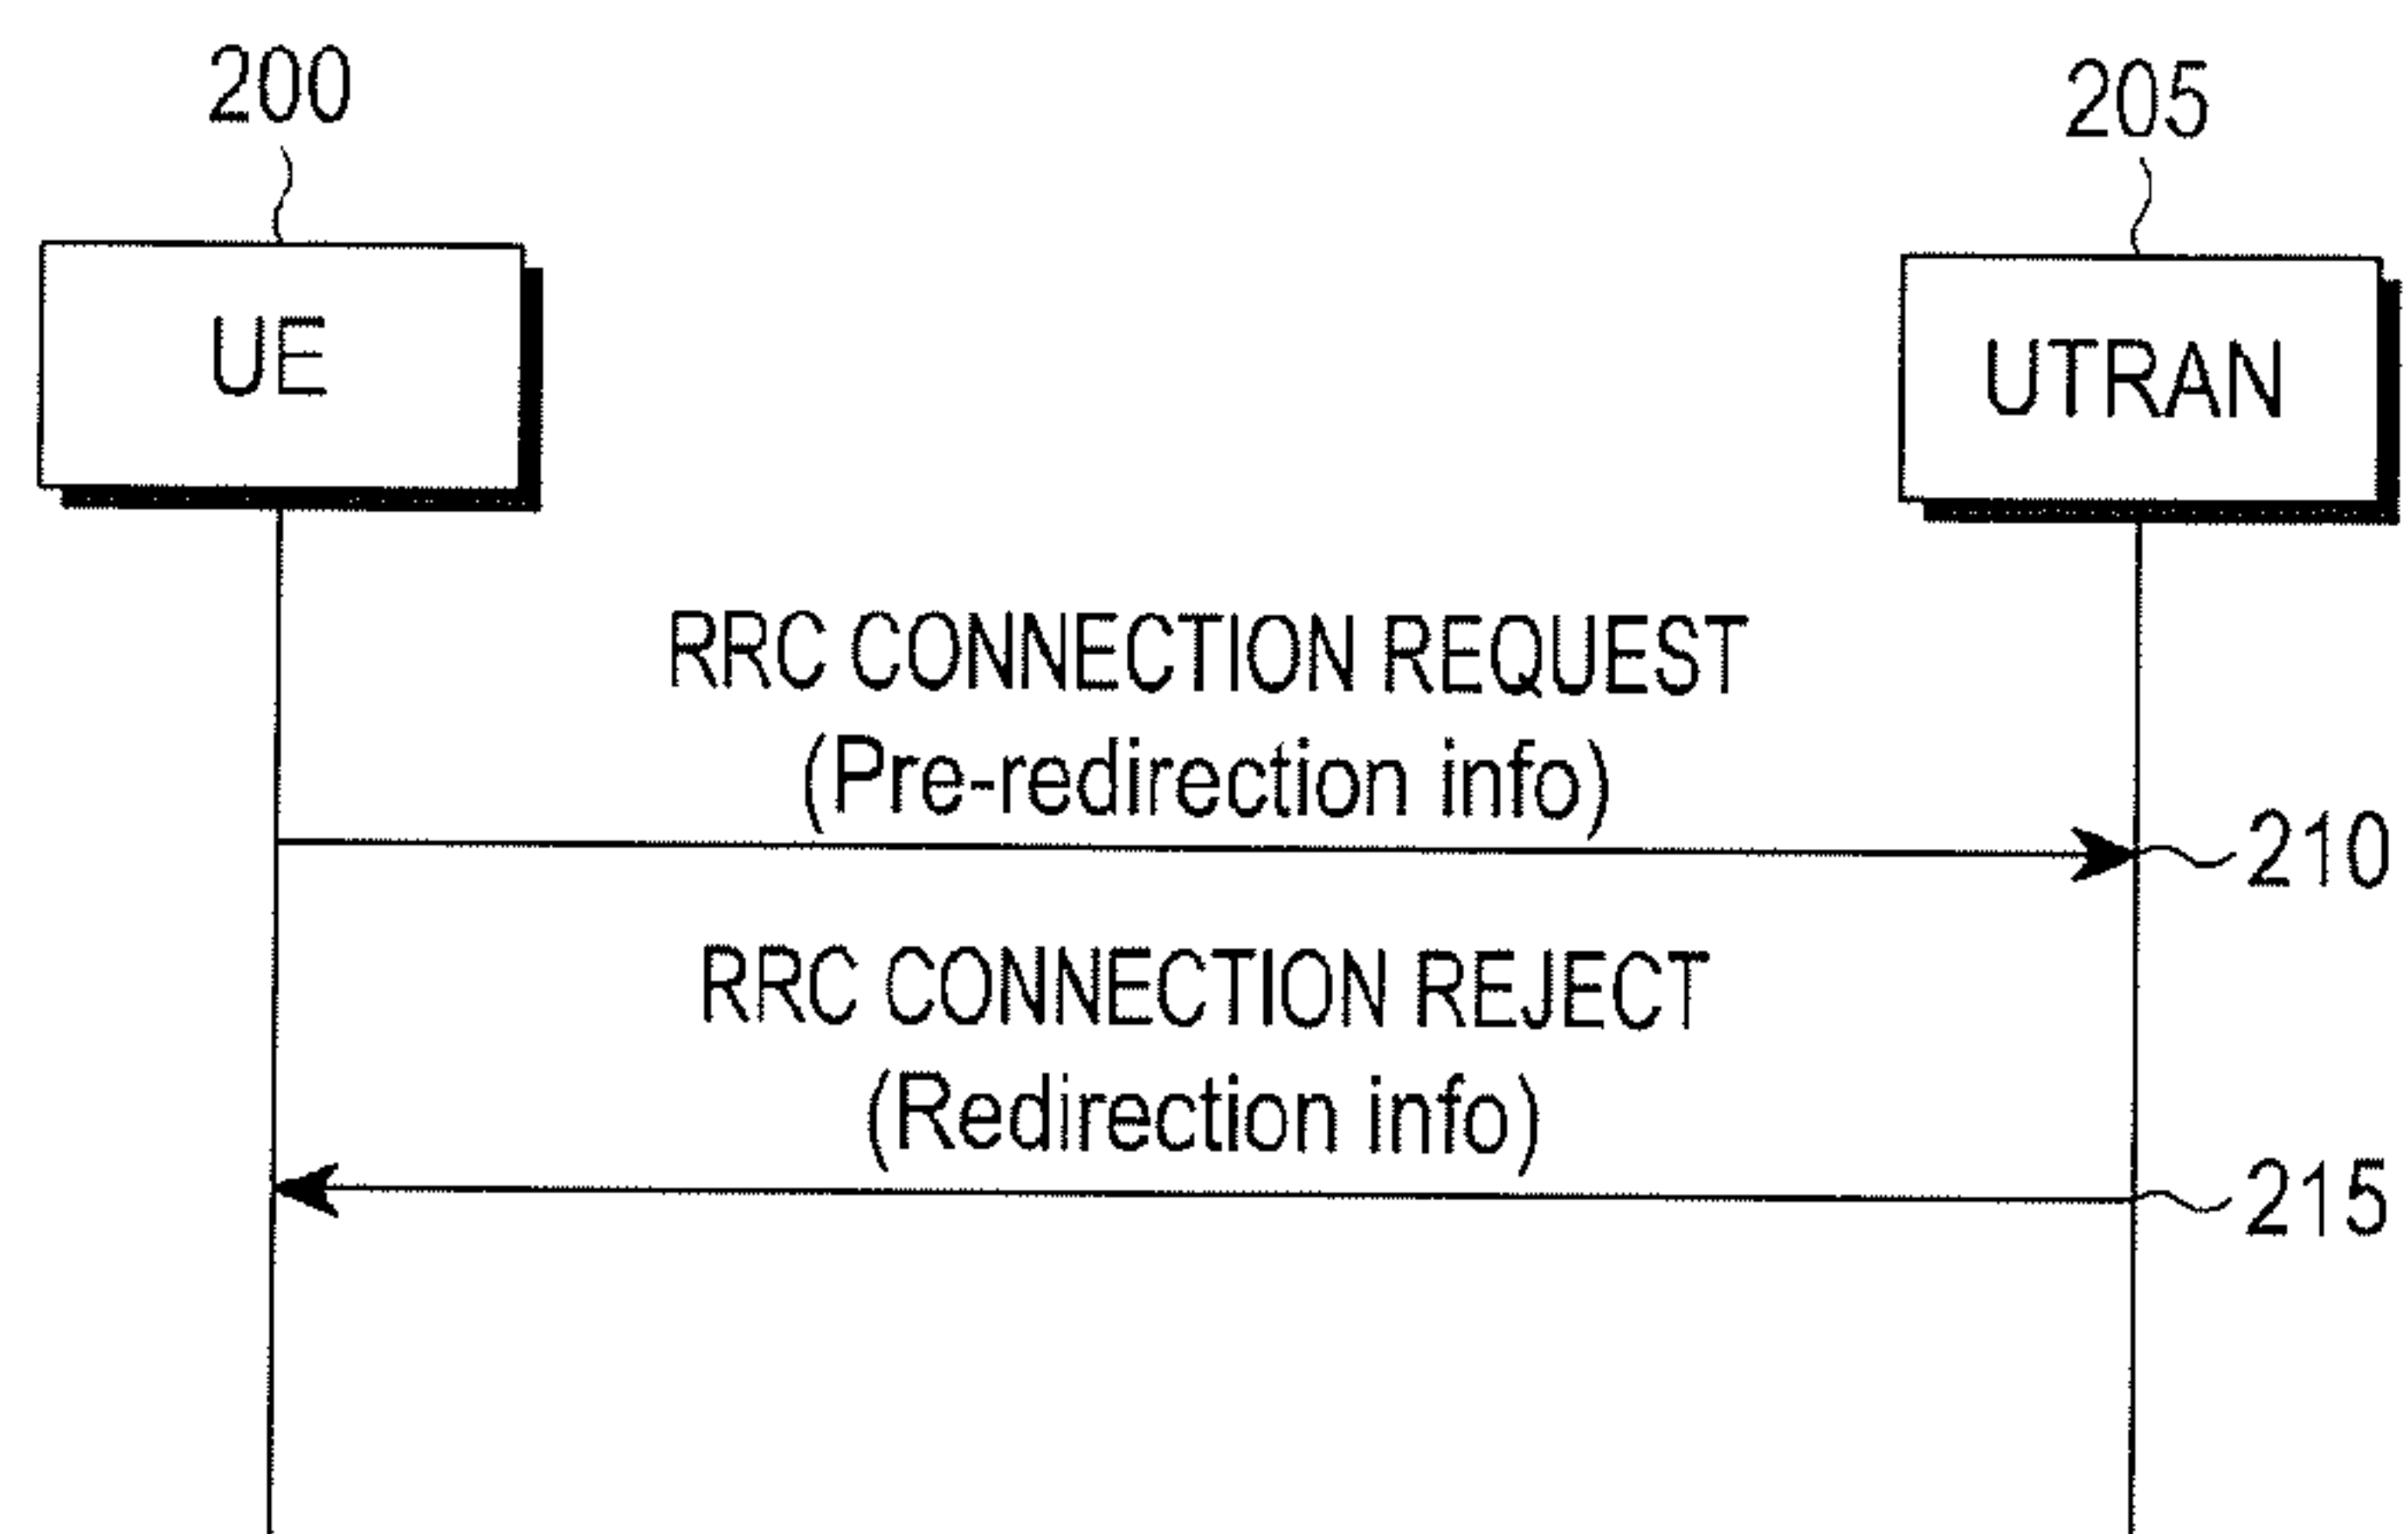 200
205
UE
UTRAN
RRC CONNECTION REQUEST
(Pre-redirection info)
210
RRC CONNECTION REJECT
(Redirection info)
215